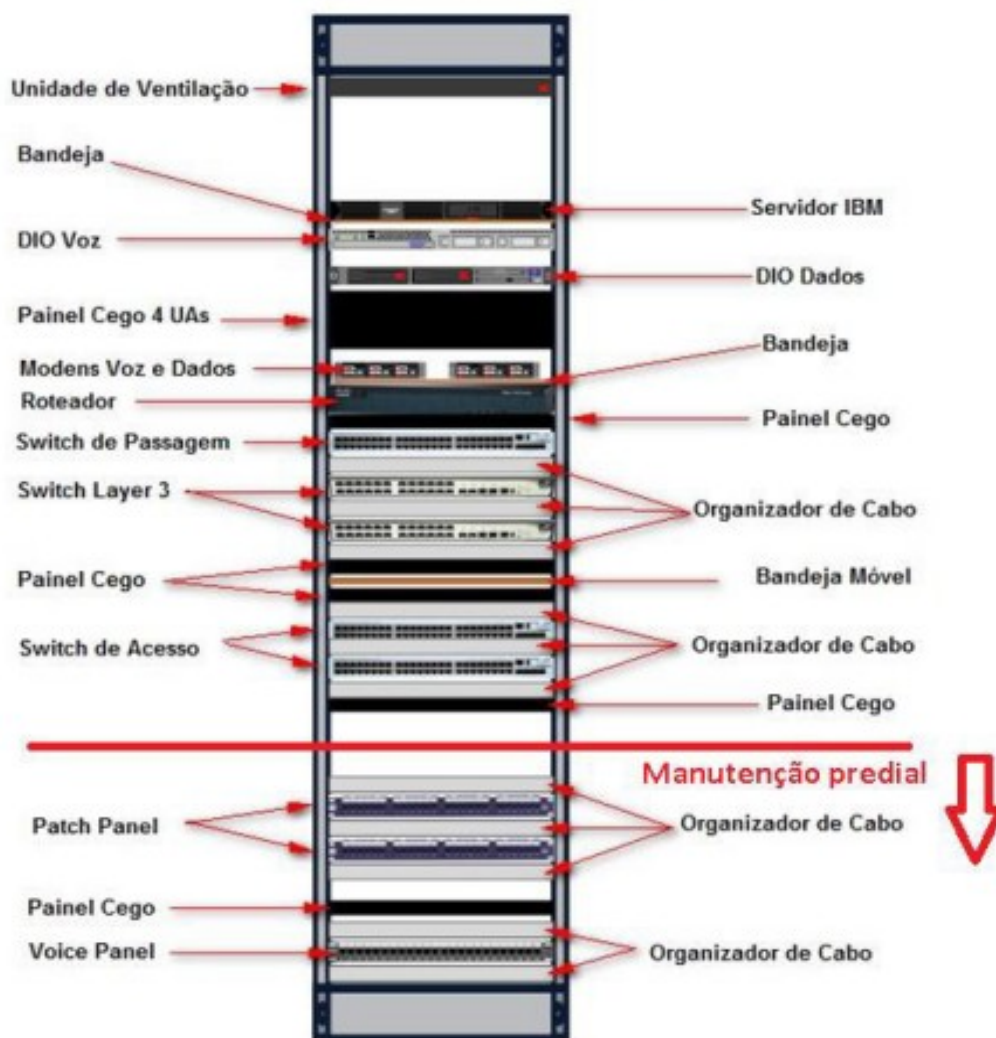 Unidade de Ventilação
Bandeja
Servidor IBM
DIO Voz
DIO Dados
Painel Cego 4 UAs
Bandeja
Modens Voz e Dados
Roteador
Painel Cego
Switch de Passagem
Switch Layer 3
Organizador de Cabo
Painel Cego
Bandeja Móvel
Switch de Acesso
Organizador de Cabo
Painel Cego
Manutenção predial
Patch Panel
Organizador de Cabo
Painel Cego
Voice Panel
Organizador de Cabo